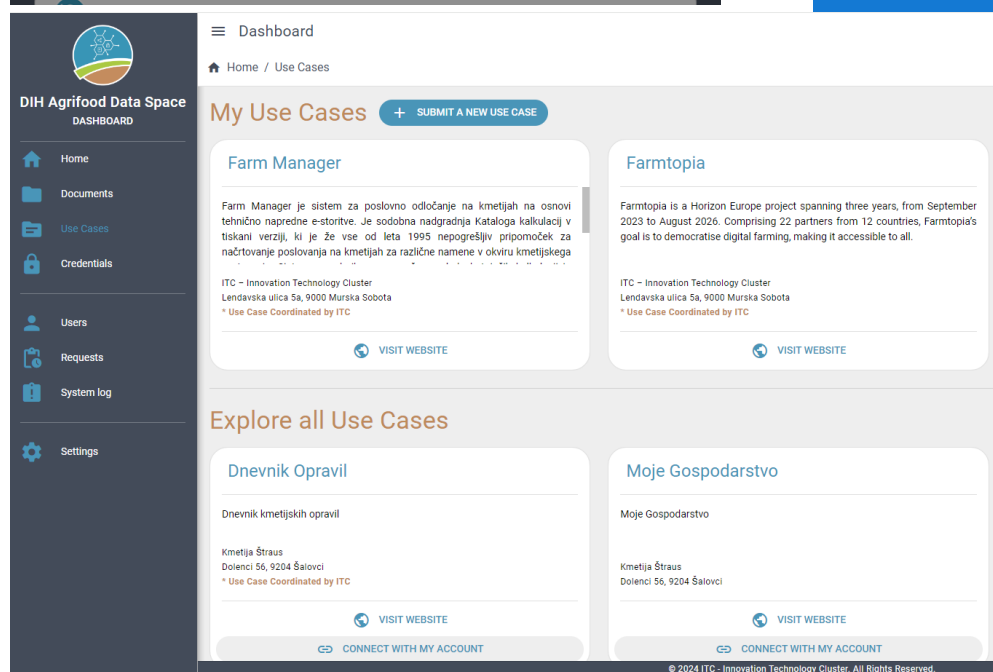 DIH Agrifood Data Space
DASHBOARD
Home
Documents
Use Cases
Credentials
Users
Requests
System log
Settings
Dashboard
Home / Use Cases
My Use Cases
+ SUBMIT A NEW USE CASE
Farm Manager
Farm Manager je sistem za poslovno odločanje na kmetijah na osnovi
tehnično napredne e-storitve. Je sodobna nadgradnja Kataloga kalkulacij v
tiskani verziji, ki je že vse od leta 1995 nepogrešljiv pripomoček za
načrtovanje poslovanja na kmetijah za različne namene v okviru kmetijskega
ITC – Innovation Technology Cluster
Lendavska ulica 5a, 9000 Murska Sobota
* Use Case Coordinated by ITC
VISIT WEBSITE
Farmtopia
Farmtopia is a Horizon Europe project spanning three years, from September
2023 to August 2026. Comprising 22 partners from 12 countries, Farmtopia's
goal is to democratise digital farming, making it accessible to all.
ITC – Innovation Technology Cluster
Lendavska ulica 5a, 9000 Murska Sobota
* Use Case Coordinated by ITC
VISIT WEBSITE
Explore all Use Cases
Dnevnik Opravil
Dnevnik kmetijskih opravil
Kmetija Štraus
Dolenci 56, 9204 Šalovci
* Use Case Coordinated by ITC
VISIT WEBSITE
CONNECT WITH MY ACCOUNT
Moje Gospodarstvo
Moje Gospodarstvo
Kmetija Štraus
Dolenci 56, 9204 Šalovci
VISIT WEBSITE
CONNECT WITH MY ACCOUNT
© 2024 ITC - Innovation Technology Cluster. All Rights Reserved.